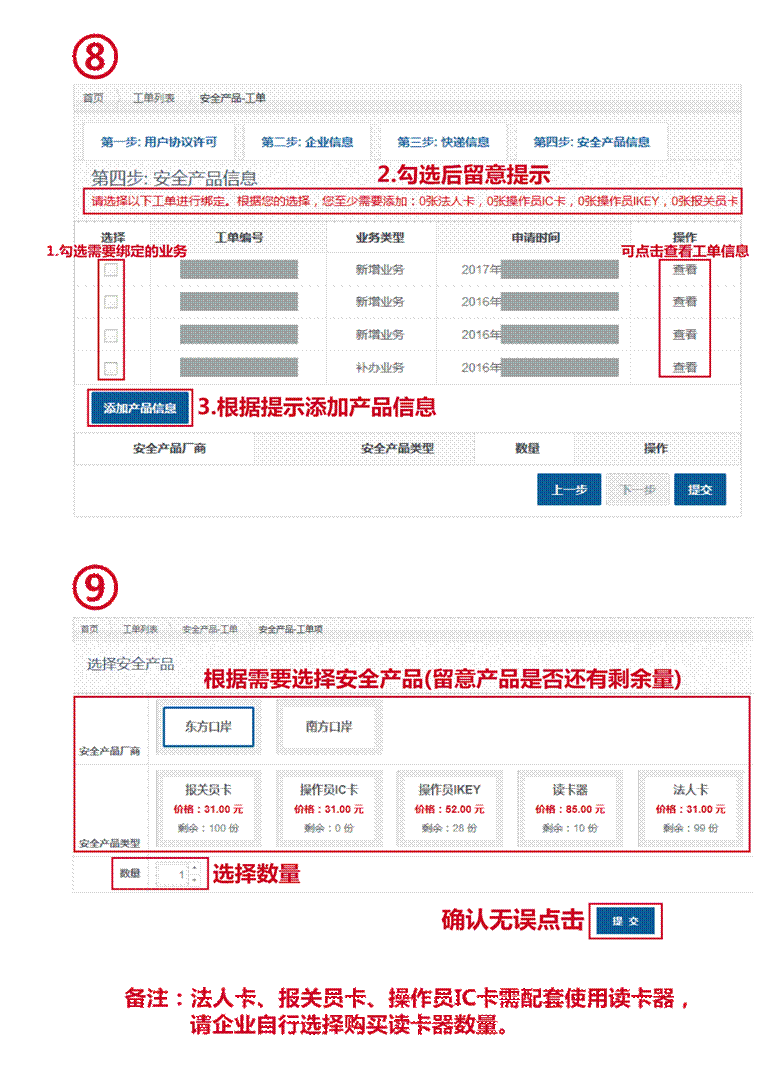 ⑧
首页 工单列表 安全产品-工单
第一步: 用户协议许可 第二步: 企业信息 第三步: 快递信息 第四步: 安全产品信息
第四步: 安全产品信息 2.勾选后留意提示
请选择以下工单进行绑定。根据您的选择，您至少需要添加：0张法人卡，0张操作员IC卡，0张操作员IKEY，0张报关员卡
选择 工单编号 业务类型 申请时间 操作
1.勾选需要绑定的业务 可点击查看工单信息
新增业务 2017年 查看
新增业务 2016年 查看
新增业务 2016年 查看
补办业务 2016年 查看
添加产品信息 3.根据提示添加产品信息
安全产品厂商 安全产品类型 数量 操作
上一步 下一步 提交
⑨
首页 工单列表 安全产品-工单 安全产品-工单项
选择安全产品
根据需要选择安全产品(留意产品是否还有剩余量)
安全产品厂商 东方口岸 南方口岸
安全产品类型
报关员卡 操作员IC卡 操作员IKEY 读卡器 法人卡
价格：31.00 元 价格：31.00 元 价格：52.00 元 价格：85.00 元 价格：31.00 元
剩余：100 份 剩余：0 份 剩余：28 份 剩余：10 份 剩余：99 份
数量 1 选择数量
确认无误点击 提 交
备注：法人卡、报关员卡、操作员IC卡需配套使用读卡器，
请企业自行选择购买读卡器数量。